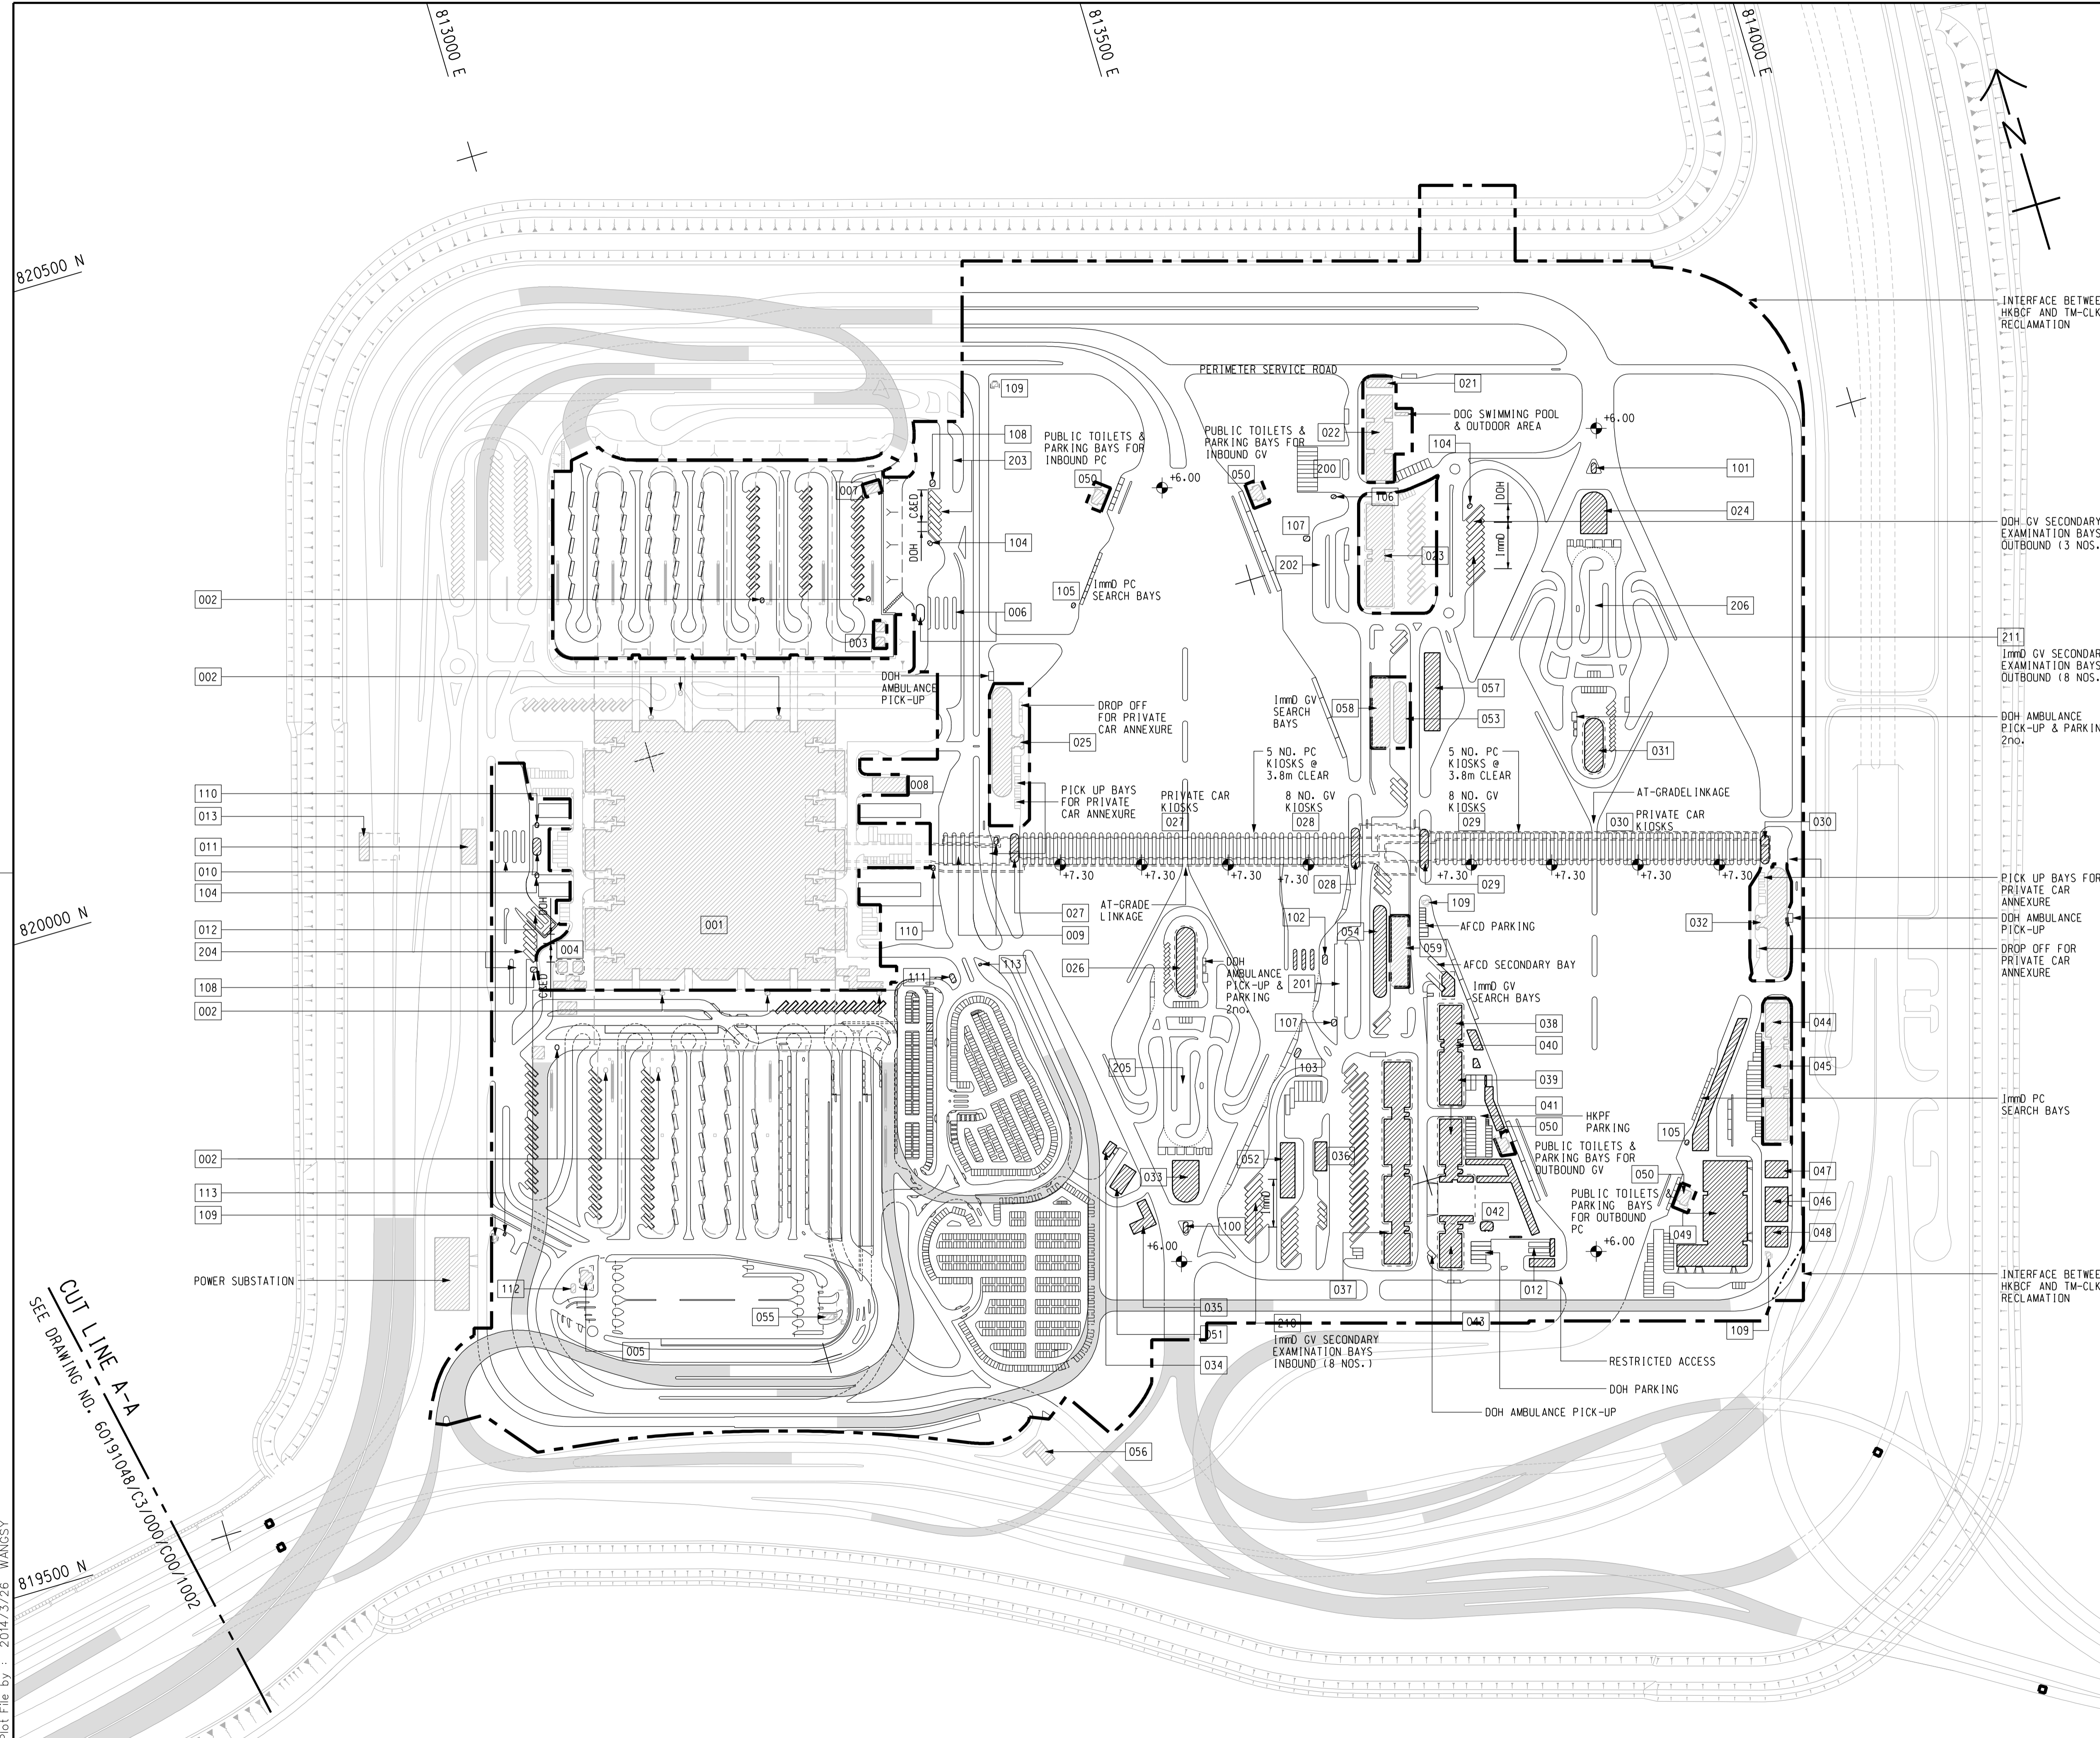 813000 E
813500 E
814000 E
N
820500 N
INTERFACE BETWEE
HKBCF AND TM-CLK
RECLAMATION
PERIMETER SERVICE ROAD
021
109
DOG SWIMMING POOL
& OUTDOOR AREA
+6.00
108
PUBLIC TOILETS &
PARKING BAYS FOR
INBOUND PC
PUBLIC TOILETS &
PARKING BAYS FOR
INBOUND GV
022
104
203
200
101
050
050
+6.00
007
C&ED
106
DOH
024
DOH GV SECONDARY
EXAMINATION BAYS
OUTBOUND (3 NOS.
107
104
DOH
ImmD
023
202
105
ImmD PC
SEARCH BAYS
002
006
206
003
211
ImmD GV SECONDAR
EXAMINATION BAYS
OUTBOUND (8 NOS.
002
DOH
AMBULANCE
PICK-UP
057
DROP OFF
FOR PRIVATE
CAR ANNEXURE
ImmD GV
SEARCH
BAYS
058
053
DOH AMBULANCE
PICK-UP & PARKIN
2no.
025
5 NO. PC
KIOSKS @
3.8m CLEAR
5 NO. PC
KIOSKS @
3.8m CLEAR
031
110
008
PICK UP BAYS
FOR PRIVATE
CAR ANNEXURE
PRIVATE CAR
KIOSKS
8 NO. GV
KIOSKS
8 NO. GV
KIOSKS
AT-GRADELINKAGE
PRIVATE CAR
KIOSKS
013
027
028
029
030
030
011
010
+7.30
+7.30
+7.30
+7.30
+7.30
+7.30
+7.30
+7.30
PICK UP BAYS FOR
PRIVATE CAR
ANNEXURE
104
028
029
DOH
012
AT-GRADE
LINKAGE
027
102
109
DOH AMBULANCE
PICK-UP
820000 N
001
110
009
054
AFCD PARKING
032
204
004
059
DROP OFF FOR
PRIVATE CAR
ANNEXURE
026
DOH
AMBULANCE
PICK-UP &
PARKING
2no.
AFCD SECONDARY BAY
113
111
108
C&ED
201
ImmD GV
SEARCH BAYS
002
107
038
044
040
205
103
045
039
041
ImmD PC
SEARCH BAYS
HKPF
PARKING
050
105
PUBLIC TOILETS &
PARKING BAYS FOR
OUTBOUND GV
002
052
036
033
050
047
113
ImmD
PUBLIC TOILETS &
PARKING BAYS
FOR OUTBOUND
PC
046
109
042
100
049
048
+6.00
+6.00
POWER SUBSTATION
112
037
012
INTERFACE BETWEE
HKBCF AND TM-CLK
RECLAMATION
035
055
210
043
109
051
005
ImmD GV SECONDARY
EXAMINATION BAYS
INBOUND (8 NOS.)
034
RESTRICTED ACCESS
DOH PARKING
DOH AMBULANCE PICK-UP
056
CUT LINE A-A
SEE DRAWING NO. 60191048/C3/000/C00/1002
819500 N
Plot File by : 2014/3/26 WANGSY